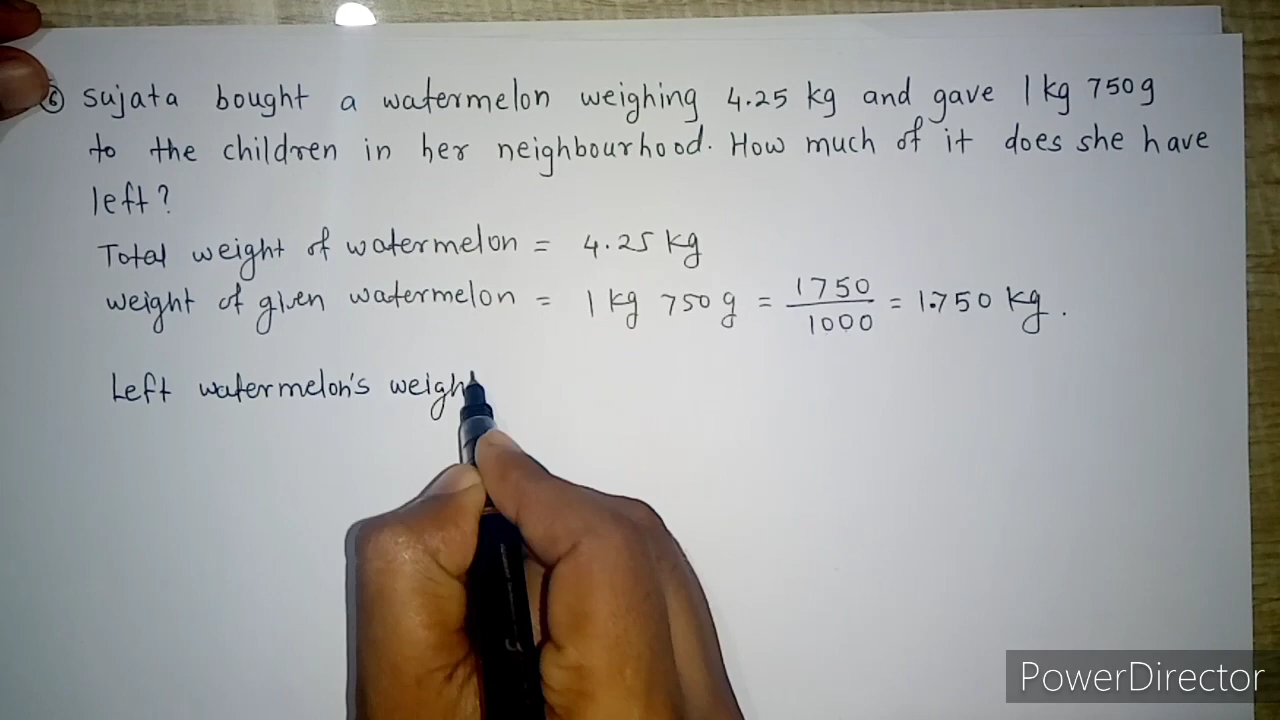 ⑥ Sujata bought a watermelon weighing 4.25 kg and gave 1 kg 750 g
to the children in her neighbourhood. How much of it does she have
left?
Total weight of watermelon = 4.25 kg
weight of given watermelon = 1 kg 750 g = 1750/1000 = 1.750 kg.
Left watermelon's weigh
PowerDirector